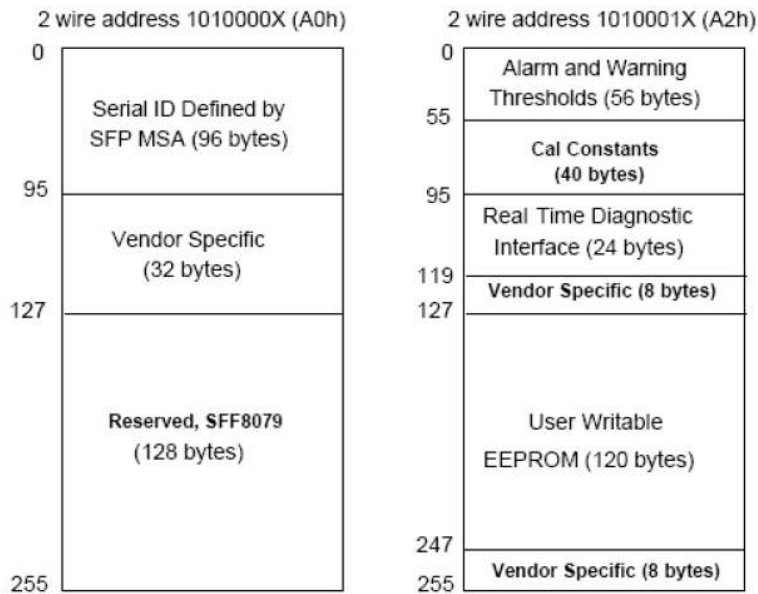 2 wire address 1010000X (A0h)
0
Serial ID Defined by
SFP MSA (96 bytes)
95
Vendor Specific
(32 bytes)
127
Reserved, SFF8079
(128 bytes)
255
2 wire address 1010001X (A2h)
0
Alarm and Warning
Thresholds (56 bytes)
55
Cal Constants
(40 bytes)
95
Real Time Diagnostic
Interface (24 bytes)
119
Vendor Specific (8 bytes)
127
User Writable
EEPROM (120 bytes)
247
Vendor Specific (8 bytes)
255